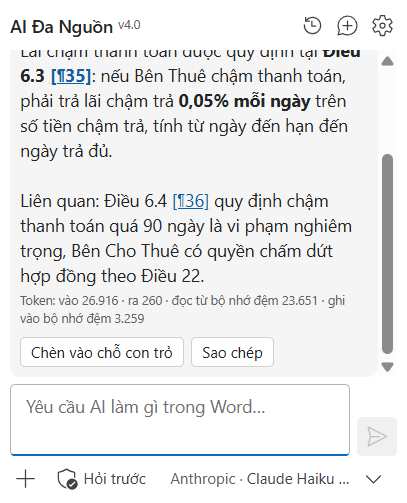 AI Đa Nguồn v4.0
Lãi chậm thanh toán được quy định tại Điều
6.3 [¶35]: nếu Bên Thuê chậm thanh toán,
phải trả lãi chậm trả 0,05% mỗi ngày trên
số tiền chậm trả, tính từ ngày đến hạn đến
ngày trả đủ.
Liên quan: Điều 6.4 [¶36] quy định chậm
thanh toán quá 90 ngày là vi phạm nghiêm
trọng, Bên Cho Thuê có quyền chấm dứt
hợp đồng theo Điều 22.
Token: vào 26.916 · ra 260 · đọc từ bộ nhớ đệm 23.651 · ghi
vào bộ nhớ đệm 3.259
Chèn vào chỗ con trỏ Sao chép
Yêu cầu AI làm gì trong Word...
Hỏi trước Anthropic · Claude Haiku ...